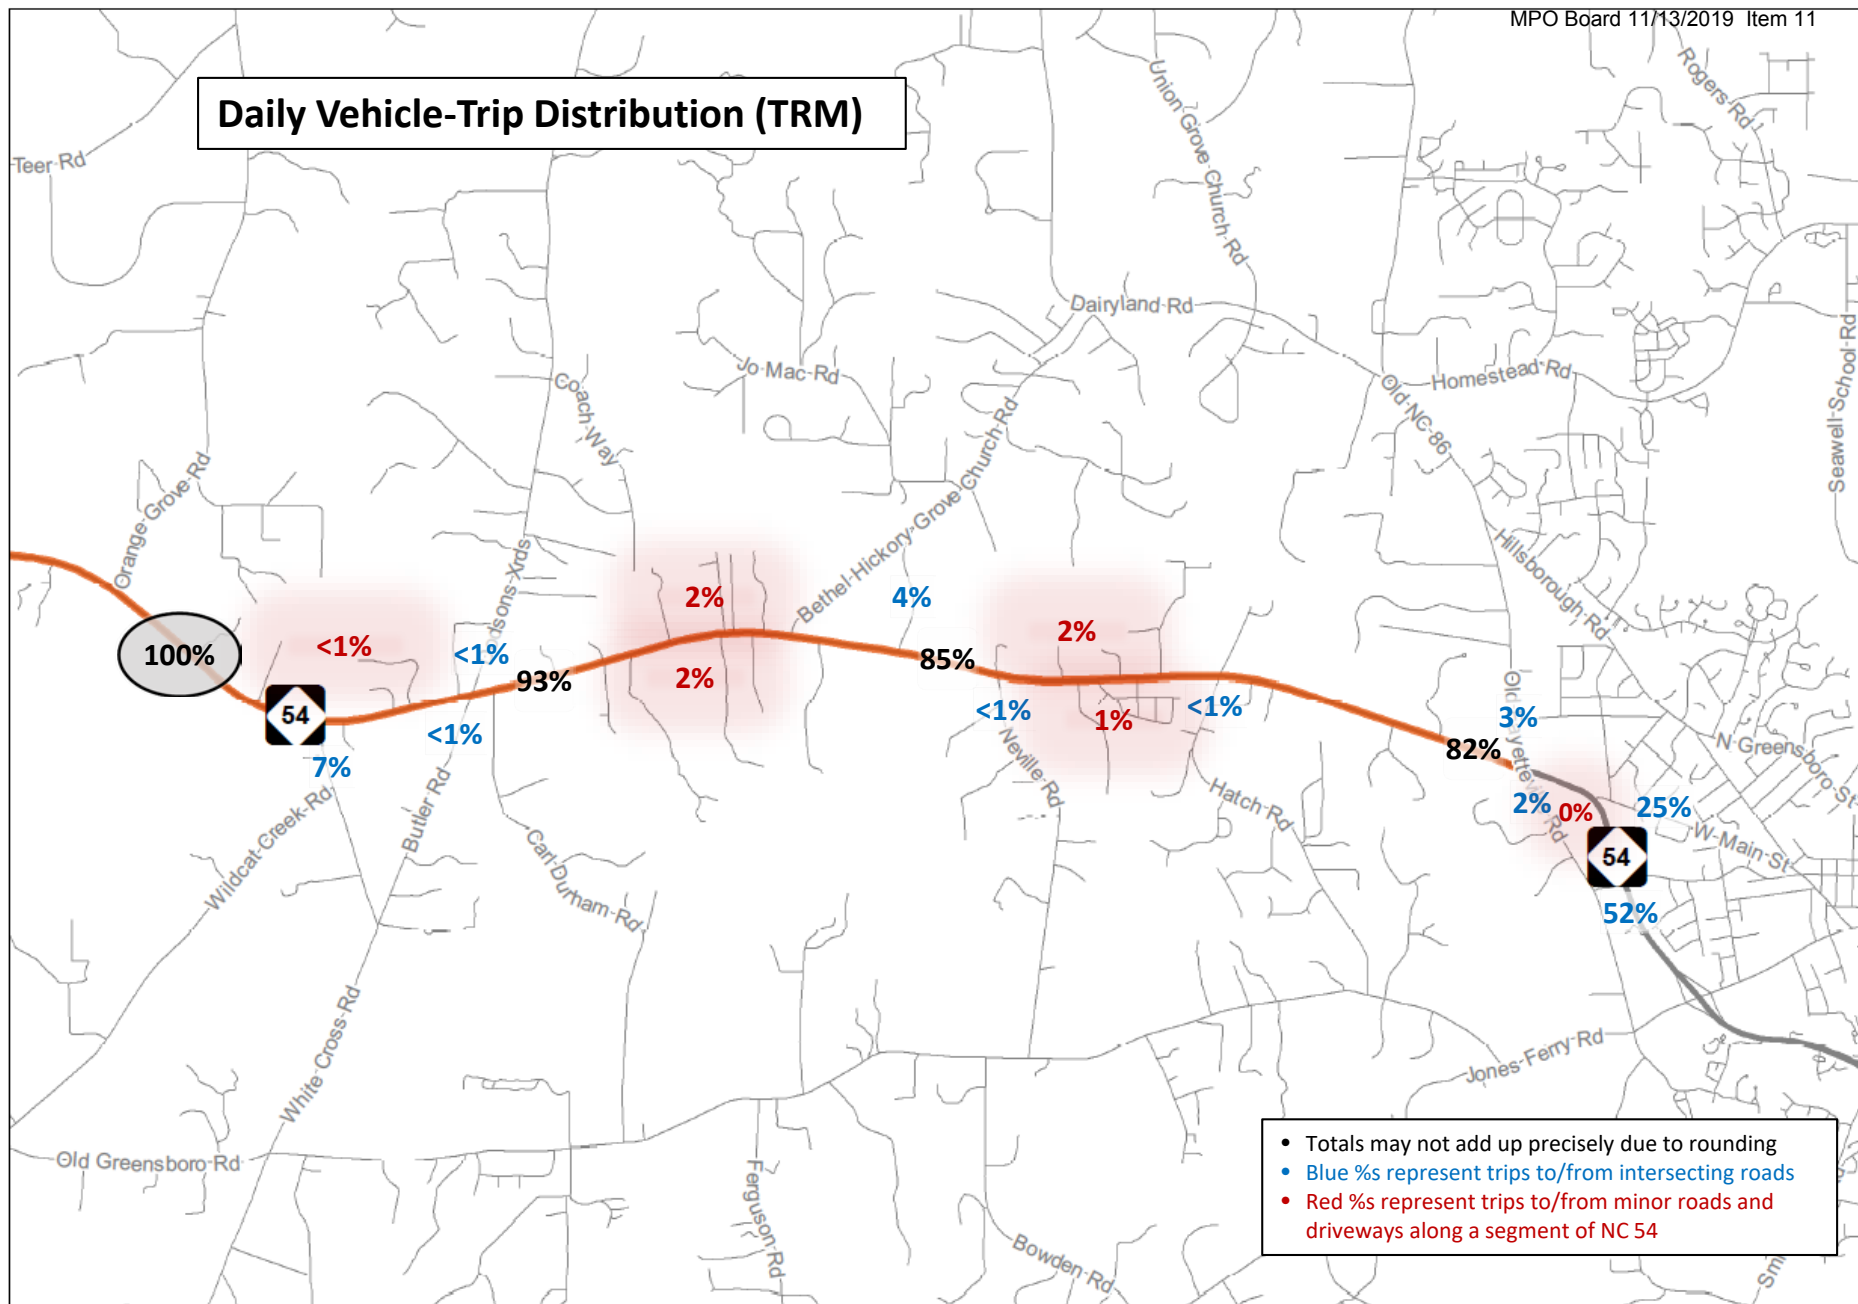 MPO Board 11/13/2019 Item 11
Daily Vehicle-Trip Distribution (TRM)
Teer Rd
Union Grove Church Rd
Rogers Rd
Dairyland Rd
Jo Mac Rd
Coach Way
Homestead Rd
Old NC 86
Seawell School Rd
Orange Grove Rd
Bethel Hickory Grove Church Rd
Hillsborough Rd
100%
<1%
<1%
93%
2%
2%
4%
85%
2%
<1%
1%
<1%
3%
82%
54
<1%
7%
2%
0%
25%
N Greensboro St
W Main St
54
52%
Neville Rd
Hatch Rd
Butler Rd
Wildcat Creek Rd
Carl Durham Rd
White Cross Rd
Jones Ferry Rd
Old Greensboro Rd
Ferguson Rd
Bowden Rd
• Totals may not add up precisely due to rounding
• Blue %s represent trips to/from intersecting roads
• Red %s represent trips to/from minor roads and
driveways along a segment of NC 54